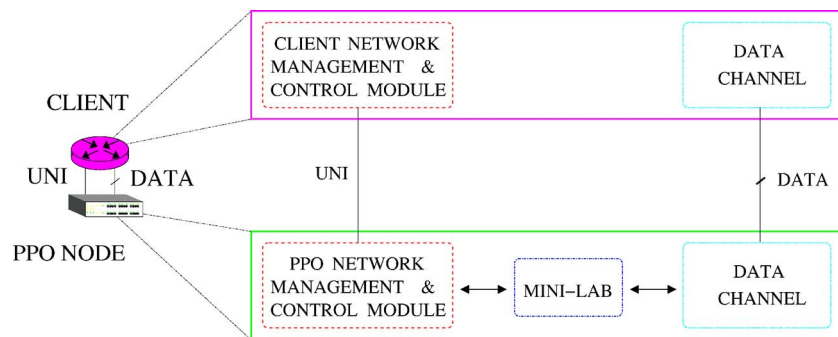 CLIENT NETWORK
MANAGEMENT &
CONTROL MODULE
DATA
CHANNEL
CLIENT
UNI
DATA
UNI
DATA
PPO NODE
PPO NETWORK
MANAGEMENT &
CONTROL MODULE
MINI–LAB
DATA
CHANNEL